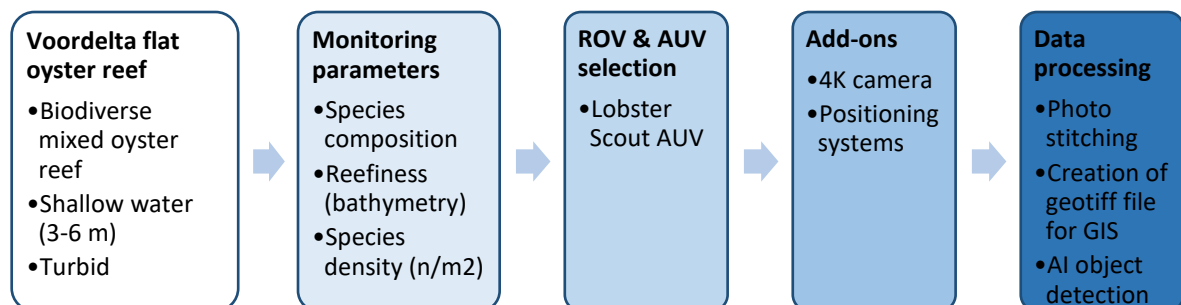 Voordelta flat
oyster reef
•Biodiverse
mixed oyster
reef
•Shallow water
(3-6 m)
•Turbid
Monitoring
parameters
•Species
composition
•Reefiness
(bathymetry)
•Species
density (n/m2)
ROV & AUV
selection
•Lobster
Scout AUV
Add-ons
•4K camera
•Positioning
systems
Data
processing
•Photo
stitching
•Creation of
geotiff file
for GIS
•AI object
detection